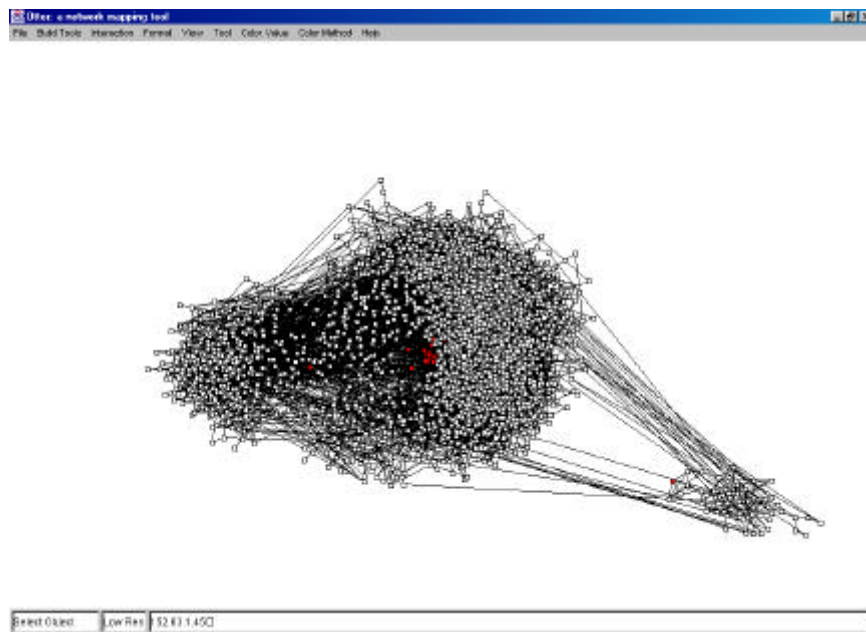 Otter: a network mapping tool
File Build Tools Interaction Format View Tool Color Value Color Method Help
Select Object Low Res